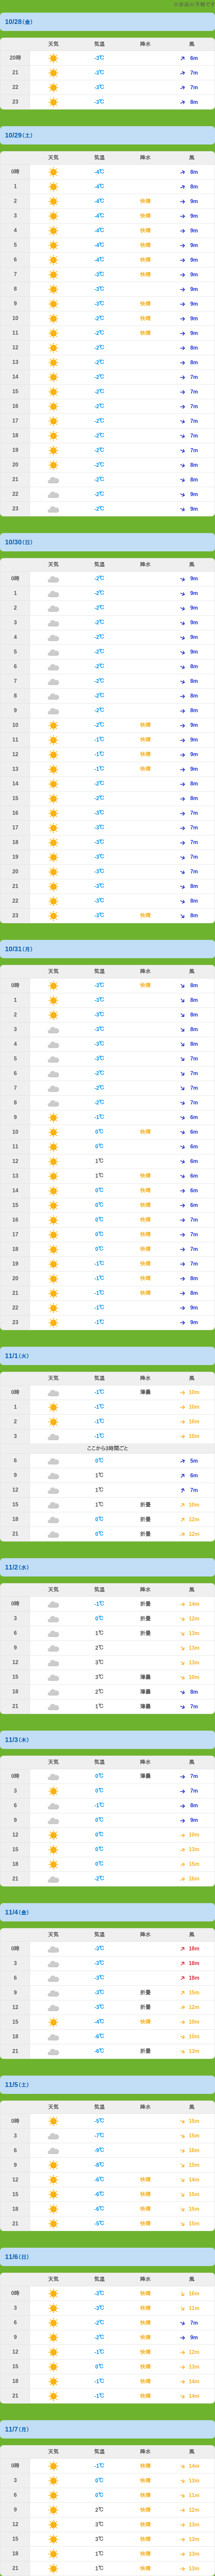 10/28(金)
天気 気温 降水 風
20時 -3℃ 6m
21 -3℃ 7m
22 -3℃ 7m
23 -3℃ 8m
10/29(土)
天気 気温 降水 風
0時 -4℃ 8m
1 -4℃ 8m
2 -4℃ 快晴 9m
3 -4℃ 快晴 9m
4 -4℃ 快晴 9m
5 -4℃ 快晴 9m
6 -4℃ 快晴 9m
7 -3℃ 快晴 9m
8 -3℃ 9m
9 -3℃ 快晴 9m
10 -2℃ 快晴 9m
11 -2℃ 快晴 9m
12 -2℃ 8m
13 -2℃ 8m
14 -2℃ 7m
15 -2℃ 7m
16 -2℃ 7m
17 -2℃ 7m
18 -2℃ 7m
19 -2℃ 7m
20 -2℃ 8m
21 -2℃ 8m
22 -2℃ 9m
23 -2℃ 9m
10/30(日)
天気 気温 降水 風
0時 -2℃ 9m
1 -2℃ 9m
2 -2℃ 9m
3 -2℃ 9m
4 -2℃ 9m
5 -2℃ 9m
6 -2℃ 8m
7 -2℃ 8m
8 -2℃ 8m
9 -2℃ 8m
10 -2℃ 快晴 9m
11 -1℃ 快晴 9m
12 -1℃ 快晴 9m
13 -1℃ 快晴 9m
14 -2℃ 8m
15 -2℃ 8m
16 -3℃ 7m
17 -3℃ 7m
18 -3℃ 7m
19 -3℃ 7m
20 -3℃ 7m
21 -3℃ 8m
22 -3℃ 8m
23 -3℃ 快晴 8m
10/31(月)
天気 気温 降水 風
0時 -3℃ 快晴 8m
1 -3℃ 8m
2 -3℃ 8m
3 -3℃ 8m
4 -3℃ 8m
5 -3℃ 7m
6 -2℃ 7m
7 -2℃ 7m
8 -2℃ 7m
9 -1℃ 6m
10 0℃ 快晴 6m
11 0℃ 6m
12 1℃ 6m
13 1℃ 快晴 6m
14 0℃ 快晴 6m
15 0℃ 快晴 6m
16 0℃ 快晴 7m
17 0℃ 快晴 7m
18 0℃ 快晴 7m
19 -1℃ 快晴 7m
20 -1℃ 快晴 8m
21 -1℃ 快晴 8m
22 -1℃ 9m
23 -1℃ 9m
11/1(火)
天気 気温 降水 風
0時 -1℃ 薄曇 10m
1 -1℃ 10m
2 -1℃ 10m
3 -1℃ 10m
ここから3時間ごと
6 0℃ 5m
9 1℃ 6m
12 1℃ 7m
15 1℃ 折曇 10m
18 0℃ 折曇 12m
21 0℃ 折曇 12m
11/2(水)
天気 気温 降水 風
0時 -1℃ 折曇 14m
3 0℃ 折曇 12m
6 1℃ 折曇 13m
9 2℃ 13m
12 3℃ 13m
15 3℃ 薄曇 10m
18 2℃ 薄曇 8m
21 1℃ 薄曇 7m
11/3(木)
天気 気温 降水 風
0時 0℃ 薄曇 7m
3 0℃ 7m
6 -1℃ 8m
9 0℃ 9m
12 0℃ 10m
15 0℃ 13m
18 0℃ 15m
21 -2℃ 16m
11/4(金)
天気 気温 降水 風
0時 -3℃ 18m
3 -3℃ 18m
6 -3℃ 18m
9 -3℃ 折曇 15m
12 -3℃ 折曇 12m
15 -4℃ 快晴 10m
18 -6℃ 10m
21 -6℃ 折曇 13m
11/5(土)
天気 気温 降水 風
0時 -5℃ 15m
3 -7℃ 15m
6 -9℃ 16m
9 -8℃ 15m
12 -6℃ 快晴 14m
15 -6℃ 快晴 15m
18 -6℃ 快晴 15m
21 -5℃ 快晴 15m
11/6(日)
天気 気温 降水 風
0時 -3℃ 快晴 16m
3 -3℃ 快晴 11m
6 -2℃ 快晴 7m
9 -2℃ 快晴 9m
12 -1℃ 快晴 12m
15 0℃ 快晴 13m
18 -1℃ 快晴 14m
21 -1℃ 快晴 14m
11/7(月)
天気 気温 降水 風
0時 -1℃ 快晴 14m
3 0℃ 快晴 13m
6 0℃ 快晴 11m
9 2℃ 快晴 12m
12 3℃ 快晴 13m
15 3℃ 快晴 13m
18 1℃ 快晴 13m
21 1℃ 快晴 13m